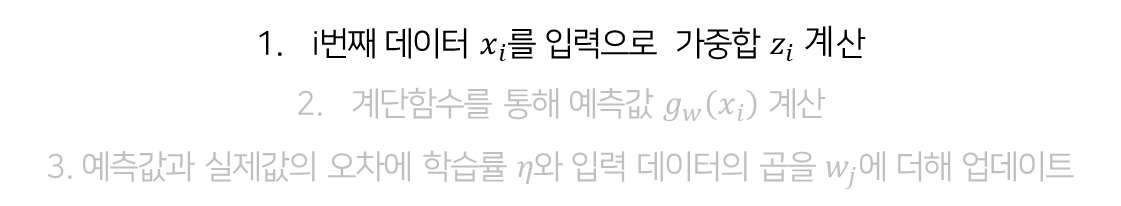 1. i번째 데이터 𝑥ᵢ를 입력으로 가중합 𝑧ᵢ 계산
2. 계단함수를 통해 예측값 𝑔𝑤(𝑥ᵢ) 계산
3. 예측값과 실제값의 오차에 학습률 𝜂와 입력 데이터의 곱을 𝑤ⱼ에 더해 업데이트